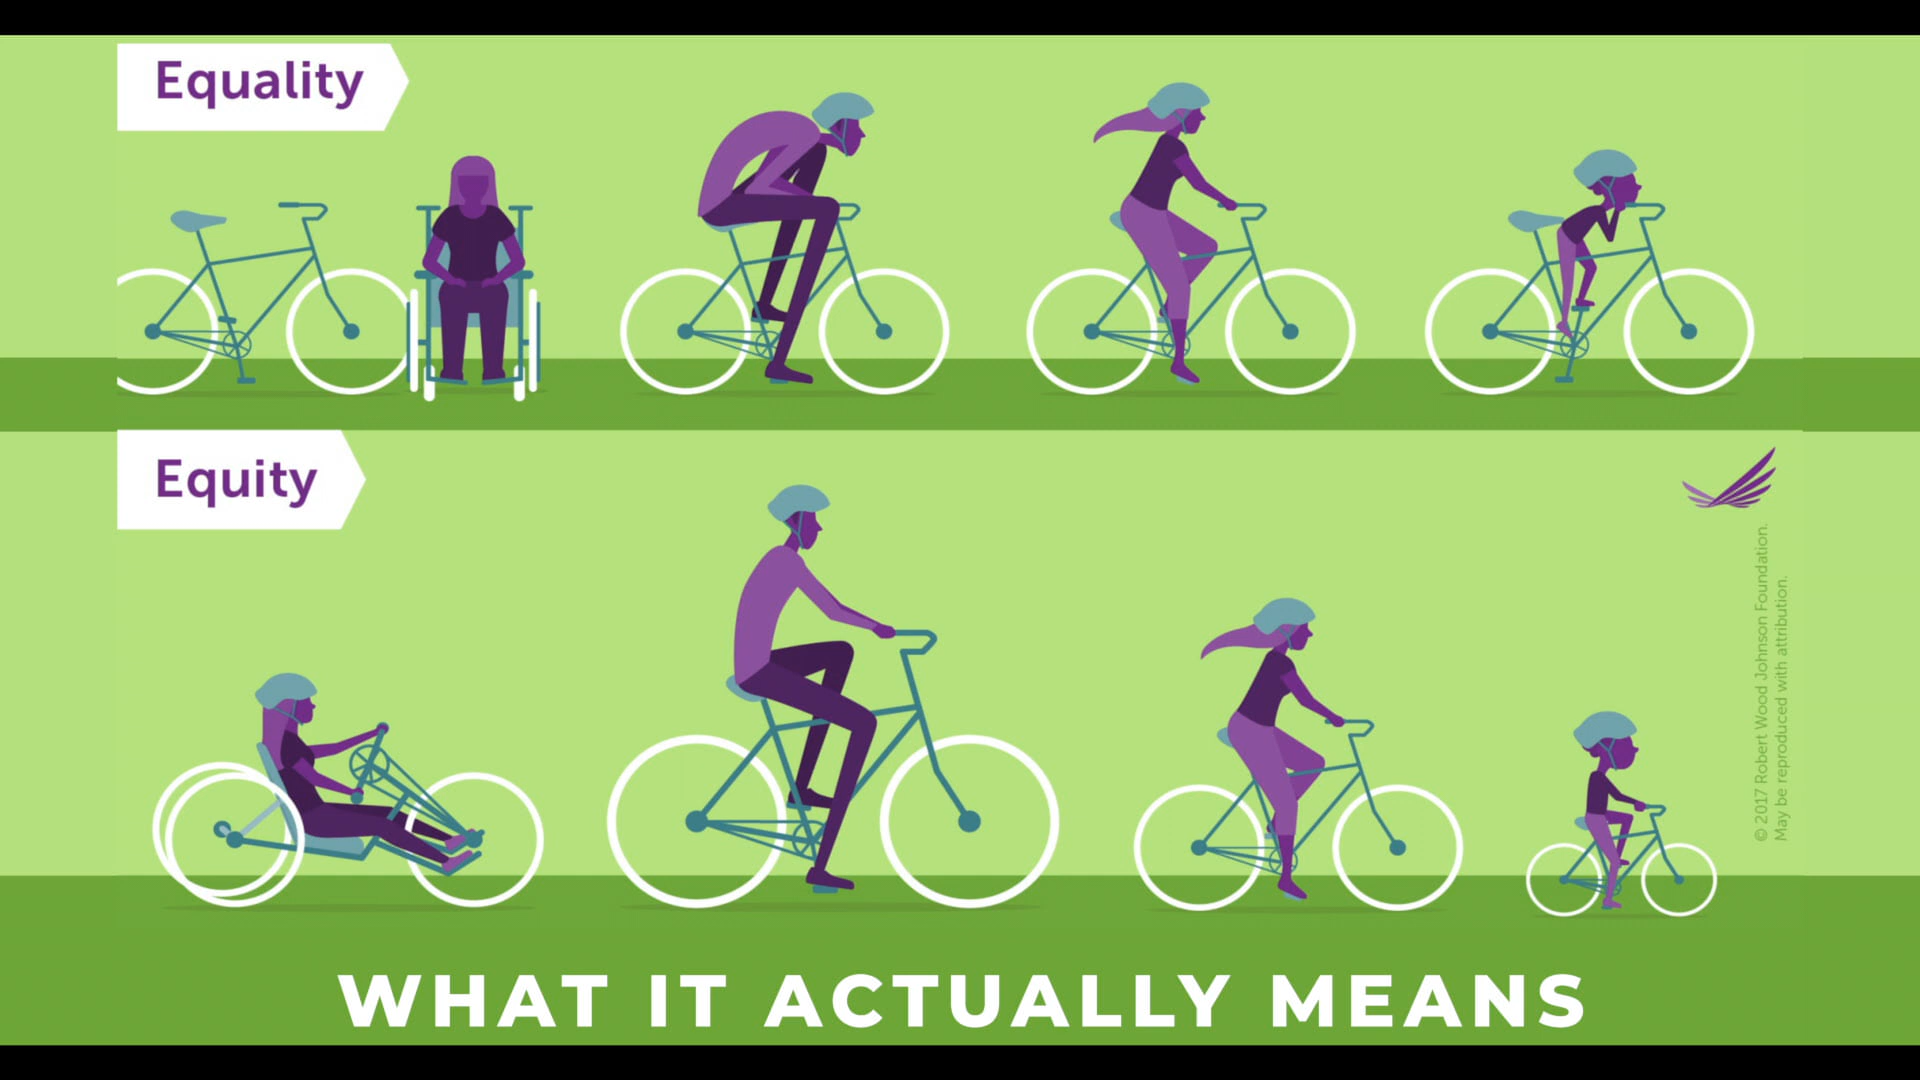 Equality
Equity
© 2017 Robert Wood Johnson Foundation.
May be reproduced with attribution.
WHAT IT ACTUALLY MEANS